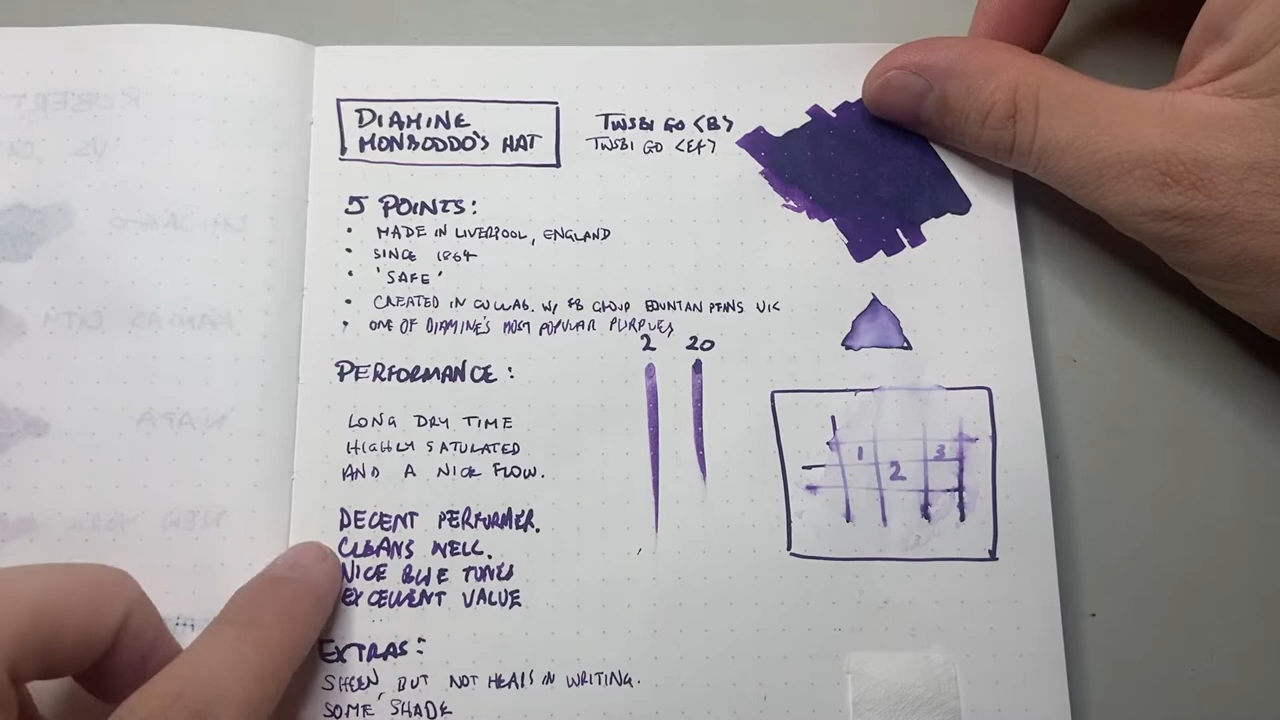 DIAMINE
MONBODDO'S HAT
TWSBI GO <B>
TWSBI GO <EF>
5 POINTS:
• MADE IN LIVERPOOL, ENGLAND
• SINCE 1864
• 'SAFE'
• CREATED IN COLLAB. W/ FB GROUP FOUNTAIN PENS UK
• ONE OF DIAMINE'S MOST POPULAR PURPLES
2 20
PERFORMANCE:
LONG DRY TIME
HIGHLY SATURATED
AND A NICE FLOW.
1 2 3
DECENT PERFORMER.
CLEANS WELL.
NICE BLUE TONES
EXCELLENT VALUE
EXTRAS:
SHEEN, BUT NOT HEAPS IN WRITING.
SOME SHADE